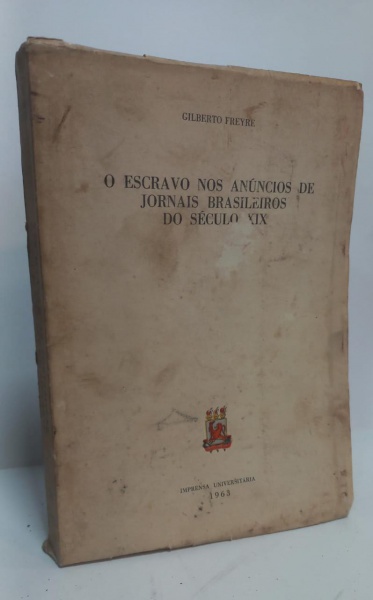 GILBERTO FREYRE
O ESCRAVO NOS ANÚNCIOS DE
JORNAIS BRASILEIROS
DO SÉCULO XIX
IMPRENSA UNIVERSITÁRIA
1963